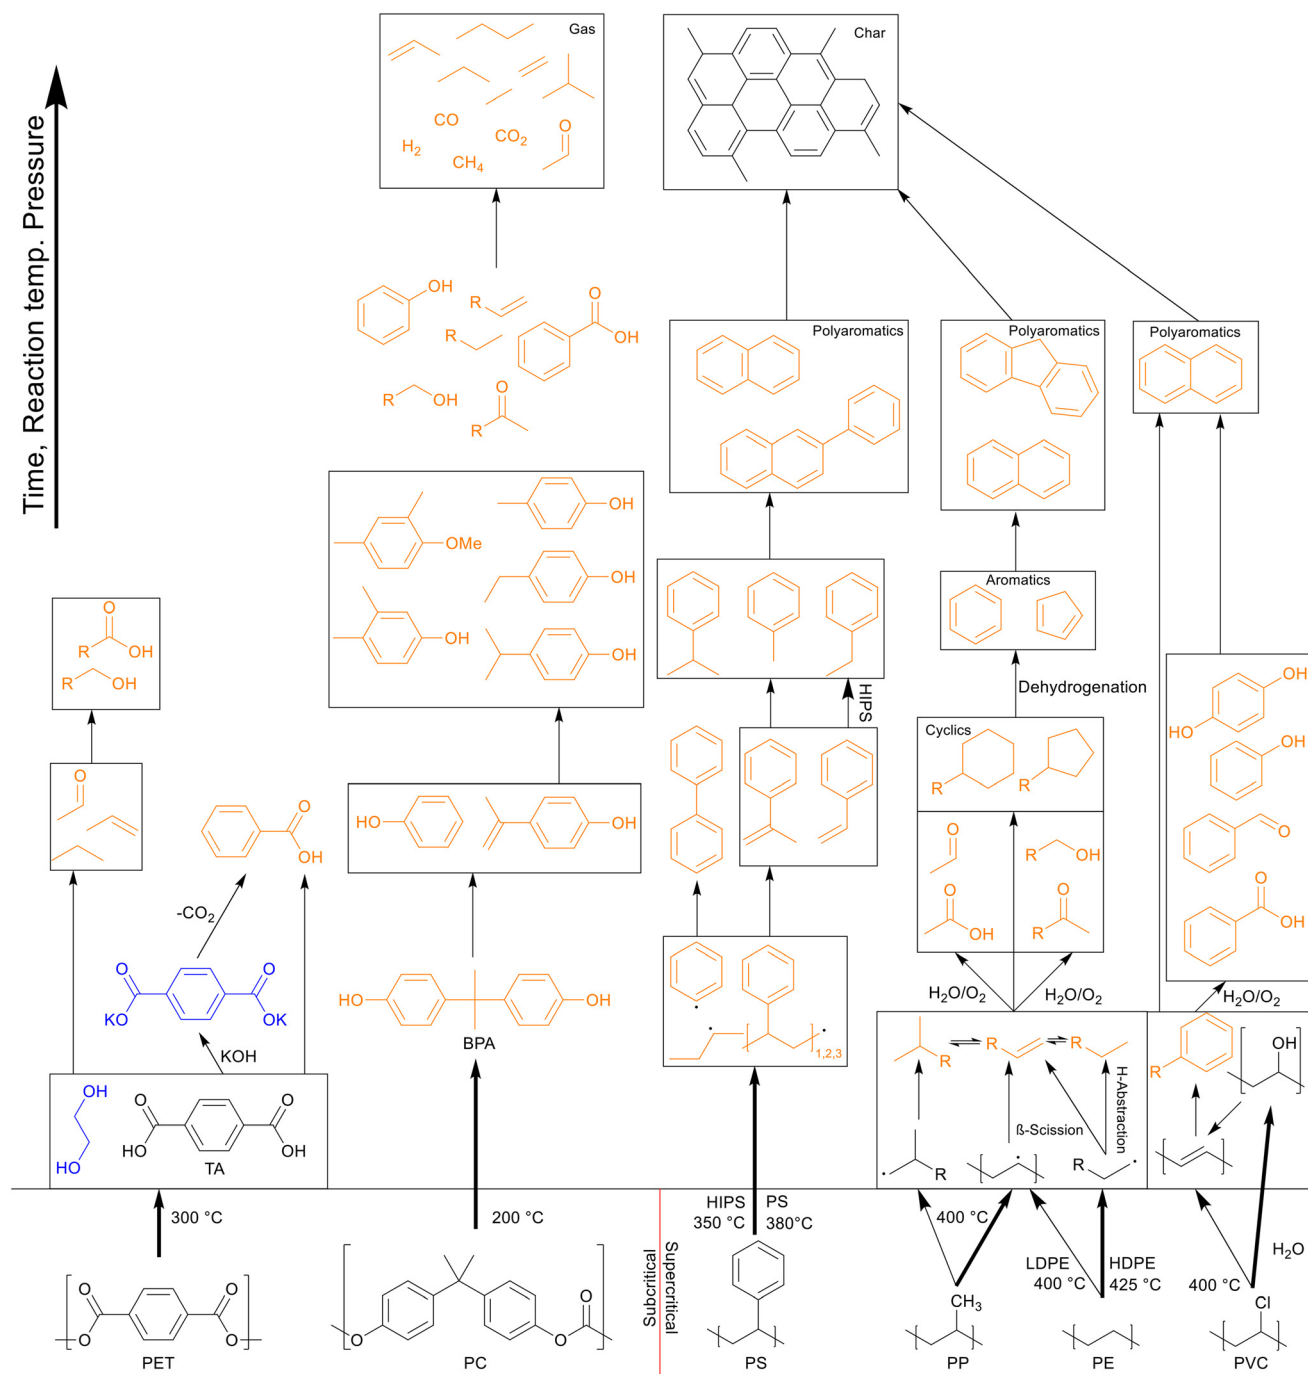 Time, Reaction temp. Pressure
Gas
CO
CO2
H2
CH4
O
Char
OH
R
O
R
OH
R
OH
O
R
Polyaromatics
Polyaromatics
Polyaromatics
OH
OMe
OH
OH
OH
O
R
OH
R
OH
HIPS
Aromatics
Dehydrogenation
Cyclics
R
R
OH
HO
OH
O
O
OH
O
O
OH
-CO2
HO
OH
O
R
OH
O
OH
O
R
H2O/O2
H2O/O2
H2O/O2
O
O
KO
OK
KOH
HO
OH
BPA
1,2,3
OH
HO
O
O
HO
OH
TA
R
R
R
ß-Scission
H-Abstraction
R
R
R
OH
300 °C
200 °C
HIPS
350 °C
PS
380°C
400 °C
LDPE
400 °C
HDPE
425 °C
400 °C
H2O
Subcritical
Supercritical
O
O
O
O
PET
O
O
O
PC
PS
CH3
PP
PE
Cl
PVC